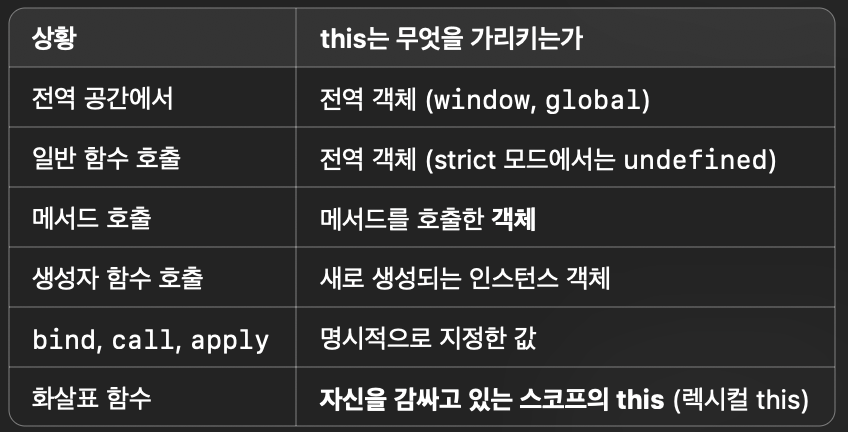 상황 this는 무엇을 가리키는가
전역 공간에서 전역 객체 (window, global)
일반 함수 호출 전역 객체 (strict 모드에서는 undefined)
메서드 호출 메서드를 호출한 객체
생성자 함수 호출 새로 생성되는 인스턴스 객체
bind, call, apply 명시적으로 지정한 값
화살표 함수 자신을 감싸고 있는 스코프의 this (렉시컬 this)